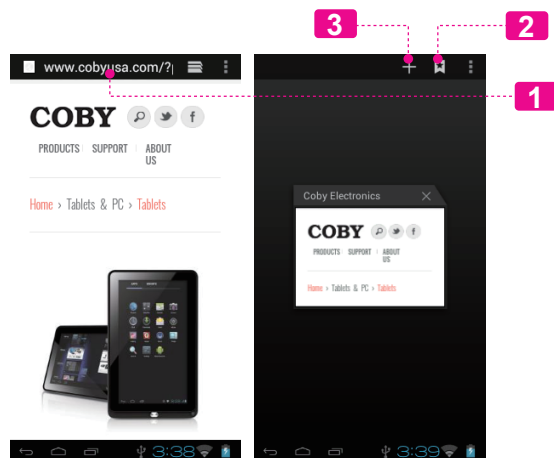 3
2
1
www.cobyusa.com/?
COBY
PRODUCTS SUPPORT ABOUT US
Home › Tablets & PC › Tablets
3:38
Coby Electronics
COBY
PRODUCTS SUPPORT ABOUT US
Home › Tablets & PC › Tablets
3:39